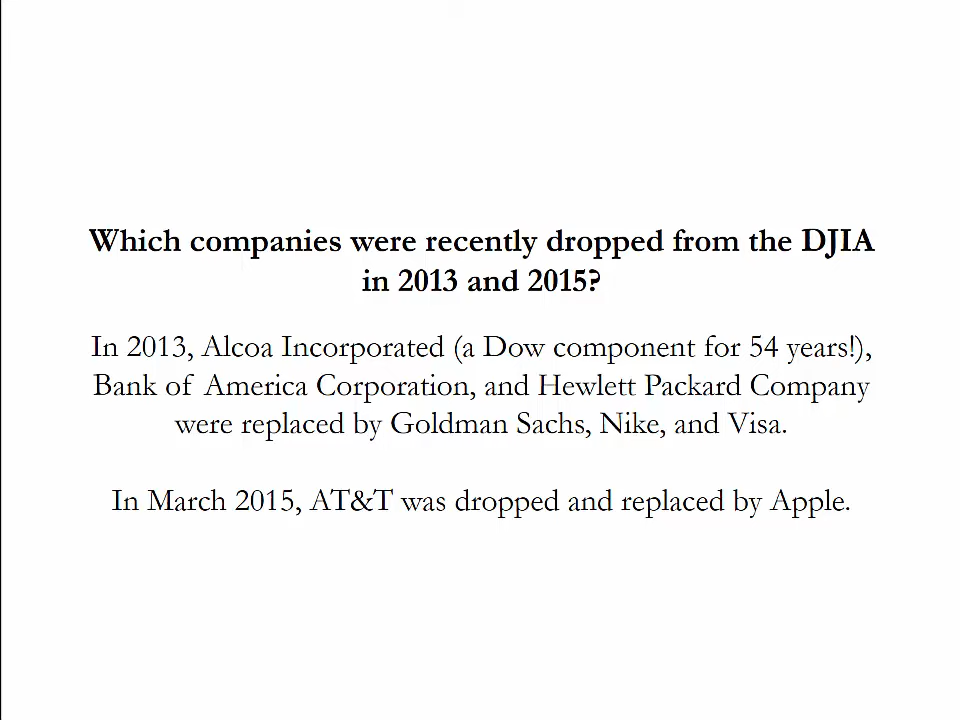 Which companies were recently dropped from the DJIA
in 2013 and 2015?
In 2013, Alcoa Incorporated (a Dow component for 54 years!),
Bank of America Corporation, and Hewlett Packard Company
were replaced by Goldman Sachs, Nike, and Visa.
In March 2015, AT&T was dropped and replaced by Apple.